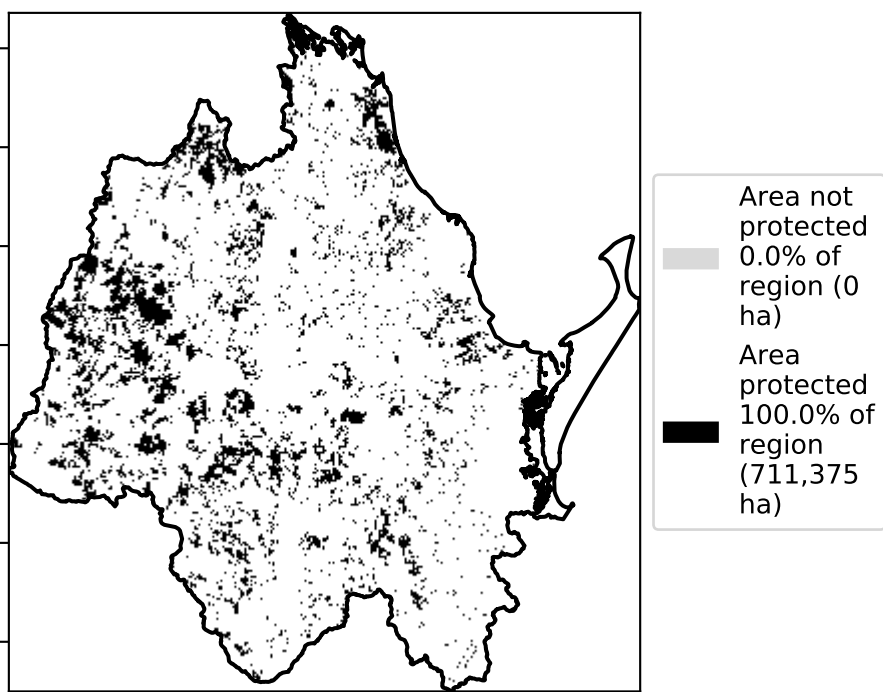 Area not
protected
0.0% of
region (0
ha)
Area
protected
100.0% of
region
(711,375
ha)